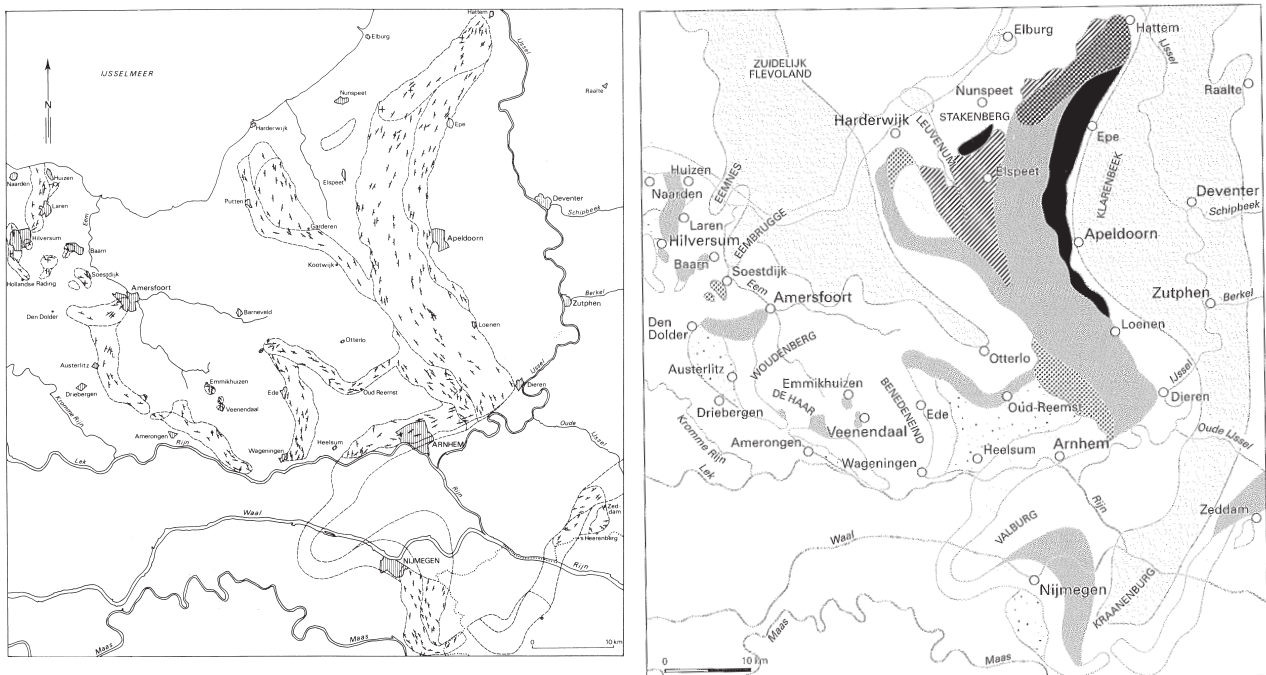 Hattem
IJssel
Elburg
IJSSELMEER
N
Nunspeet
Raalte
Harderwijk
Epe
Naarden
Huizen
Elspeet
Laren
Eem
Putten
Deventer
Schipbeek
Garderen
Hilversum
Baarn
Apeldoorn
Kootwijk
Soestdijk
Hollandse Rading
Amersfoort
Berkel
Zutphen
Den Dolder
Barneveld
Loenen
Otterlo
Austerlitz
IJssel
Emmikhuizen
Driebergen
Ede
Oud Reemst
Dieren
Kromme Rijn
Veenendaal
Oude
IJssel
Amerongen
Rijn
Heelsum
ARNHEM
Lek
Wageningen
Rijn
Zed
dam
Waal
's Heerenberg
NIJMEGEN
Rijn
Maas
Maas
0
10 km
Hattem
Elburg
IJssel
ZUIDELIJK
FLEVOLAND
Nunspeet
Raalte
STAKENBERG
Harderwijk
LEUVENUM
Epe
Huizen
EEMNES
Elspeet
KLARENBEEK
Naarden
Deventer
Schipbeek
Laren
EEMBRUGGE
Hilversum
Apeldoorn
Baarn
Soestdijk
Eem
Zutphen
Berkel
Amersfoort
Den
Dolder
Loenen
WOUDENBERG
Otterlo
Austerlitz
IJssel
Emmikhuizen
BENEDENEIND
Dieren
DE HAAR
Driebergen
Ede
Oud-Reemst
Kromme Rijn
Veenendaal
Oude IJssel
Amerongen
Heelsum
Arnhem
Lek
Wageningen
Rijn
Zeddam
VALBURG
Waal
Nijmegen
KRAANENBURG
Maas
Maas
0
10 km